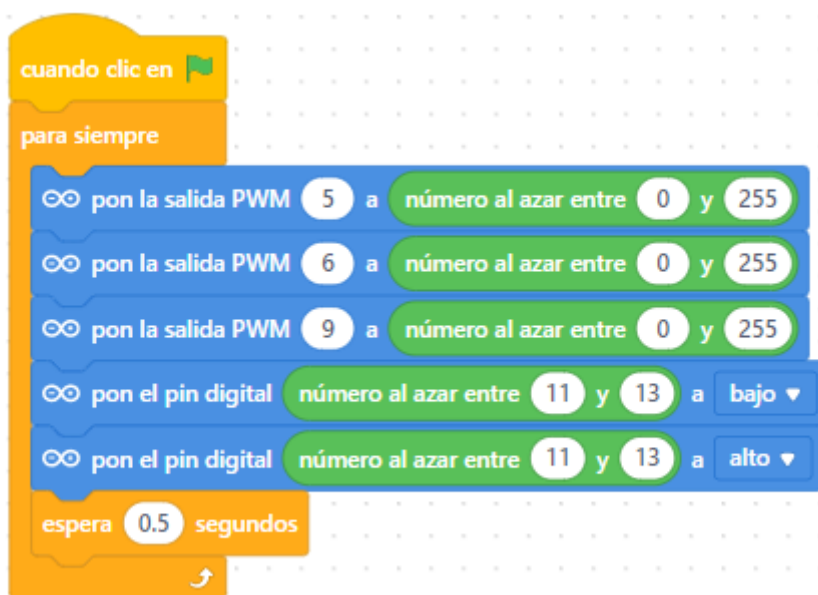 cuando clic en
para siempre
pon la salida PWM 5 a número al azar entre 0 y 255
pon la salida PWM 6 a número al azar entre 0 y 255
pon la salida PWM 9 a número al azar entre 0 y 255
pon el pin digital número al azar entre 11 y 13 a bajo
pon el pin digital número al azar entre 11 y 13 a alto
espera 0.5 segundos